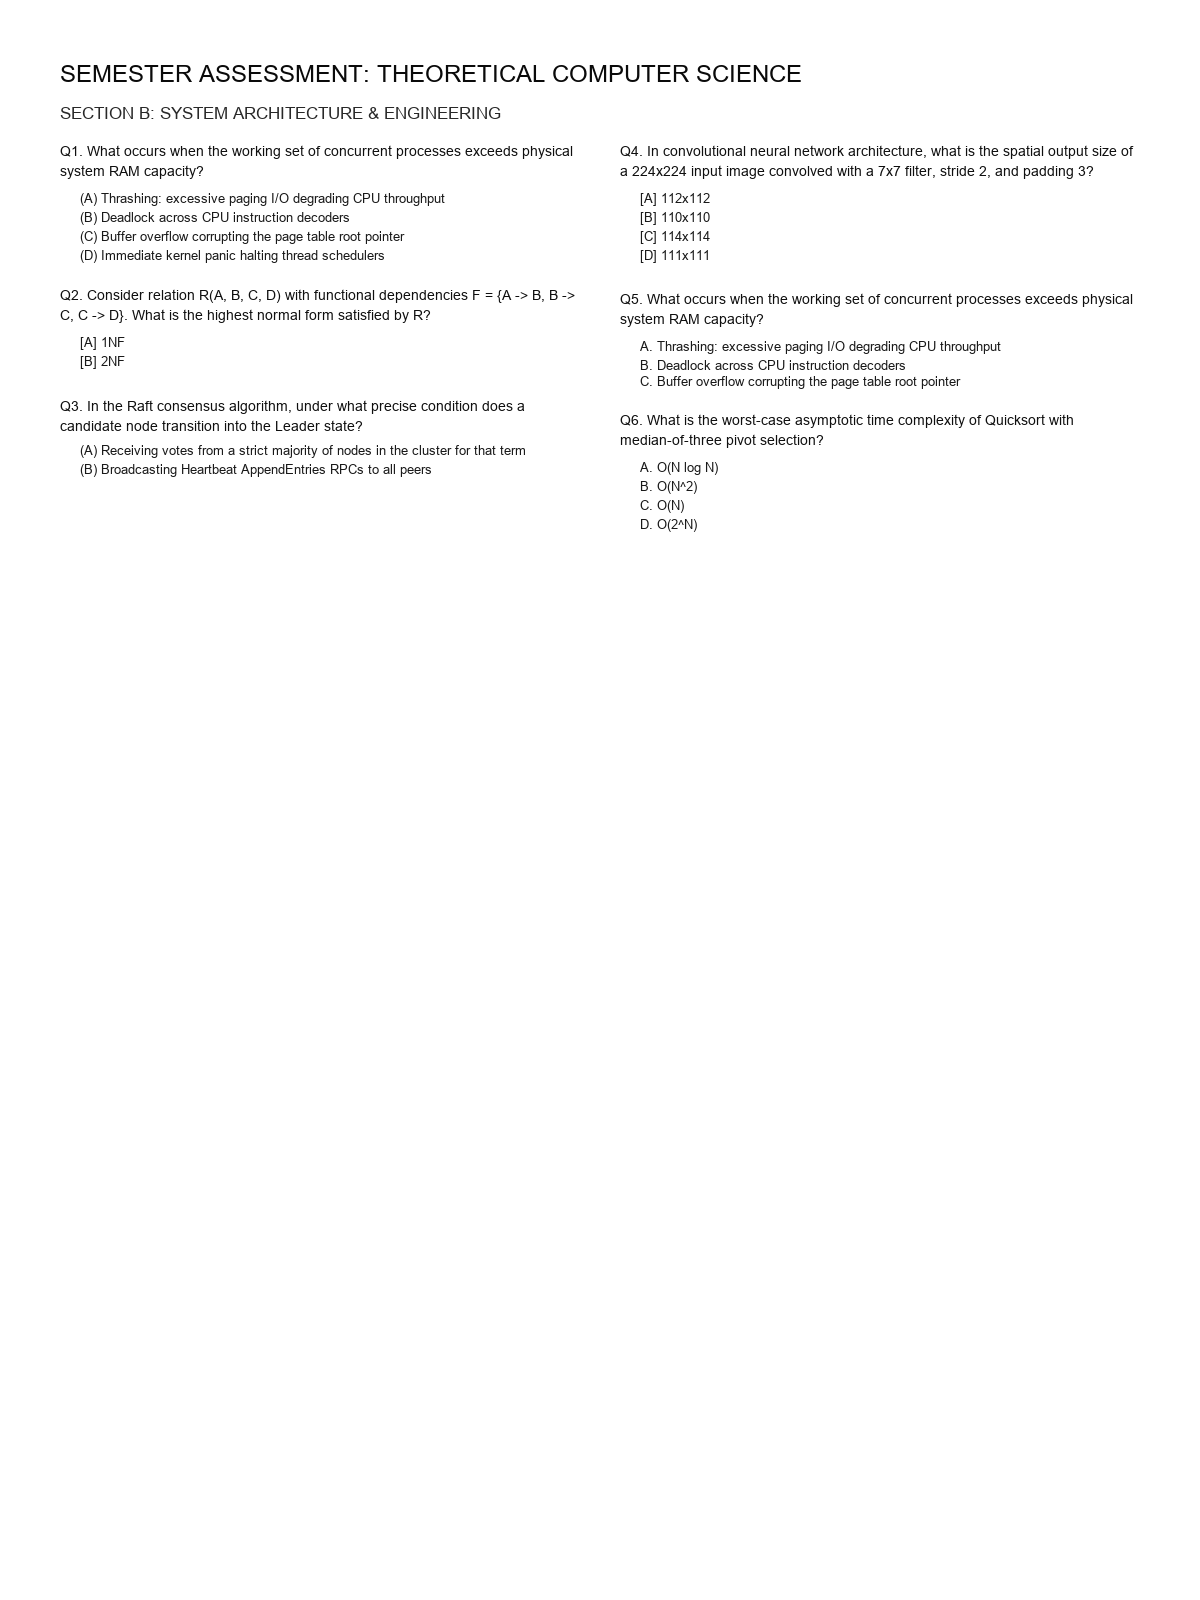 SEMESTER ASSESSMENT: THEORETICAL COMPUTER SCIENCE
SECTION B: SYSTEM ARCHITECTURE & ENGINEERING
Q1. What occurs when the working set of concurrent processes exceeds physical
system RAM capacity?
(A) Thrashing: excessive paging I/O degrading CPU throughput
(B) Deadlock across CPU instruction decoders
(C) Buffer overflow corrupting the page table root pointer
(D) Immediate kernel panic halting thread schedulers
Q2. Consider relation R(A, B, C, D) with functional dependencies F = {A -> B, B ->
C, C -> D}. What is the highest normal form satisfied by R?
[A] 1NF
[B] 2NF
Q3. In the Raft consensus algorithm, under what precise condition does a
candidate node transition into the Leader state?
(A) Receiving votes from a strict majority of nodes in the cluster for that term
(B) Broadcasting Heartbeat AppendEntries RPCs to all peers
Q4. In convolutional neural network architecture, what is the spatial output size of
a 224x224 input image convolved with a 7x7 filter, stride 2, and padding 3?
[A] 112x112
[B] 110x110
[C] 114x114
[D] 111x111
Q5. What occurs when the working set of concurrent processes exceeds physical
system RAM capacity?
A. Thrashing: excessive paging I/O degrading CPU throughput
B. Deadlock across CPU instruction decoders
C. Buffer overflow corrupting the page table root pointer
Q6. What is the worst-case asymptotic time complexity of Quicksort with
median-of-three pivot selection?
A. O(N log N)
B. O(N^2)
C. O(N)
D. O(2^N)